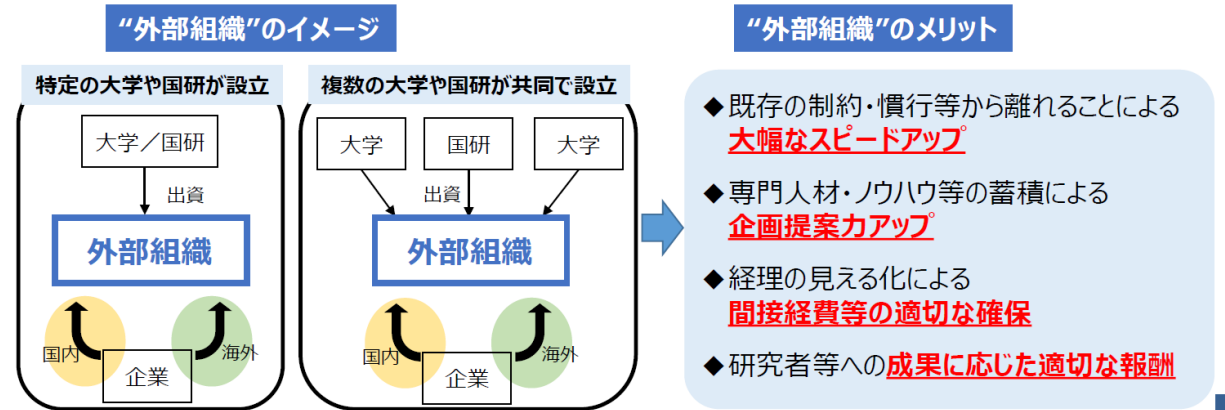 “外部組織”のイメージ
特定の大学や国研が設立
大学／国研
出資
外部組織
国内
海外
企業
複数の大学や国研が共同で設立
大学
国研
大学
出資
外部組織
国内
海外
企業
“外部組織”のメリット
◆既存の制約・慣行等から離れることによる
大幅なスピードアップ
◆専門人材・ノウハウ等の蓄積による
企画提案力アップ
◆経理の見える化による
間接経費等の適切な確保
◆研究者等への成果に応じた適切な報酬